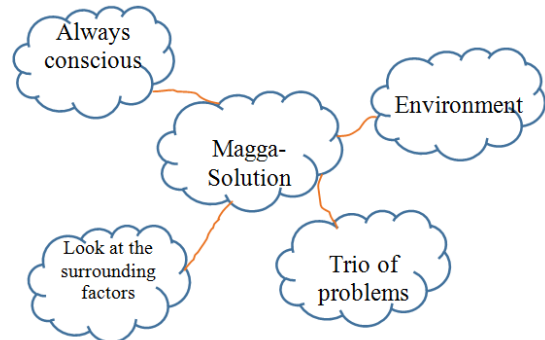 Always
conscious
Environment
Magga-
Solution
Look at the
surrounding
factors
Trio of
problems